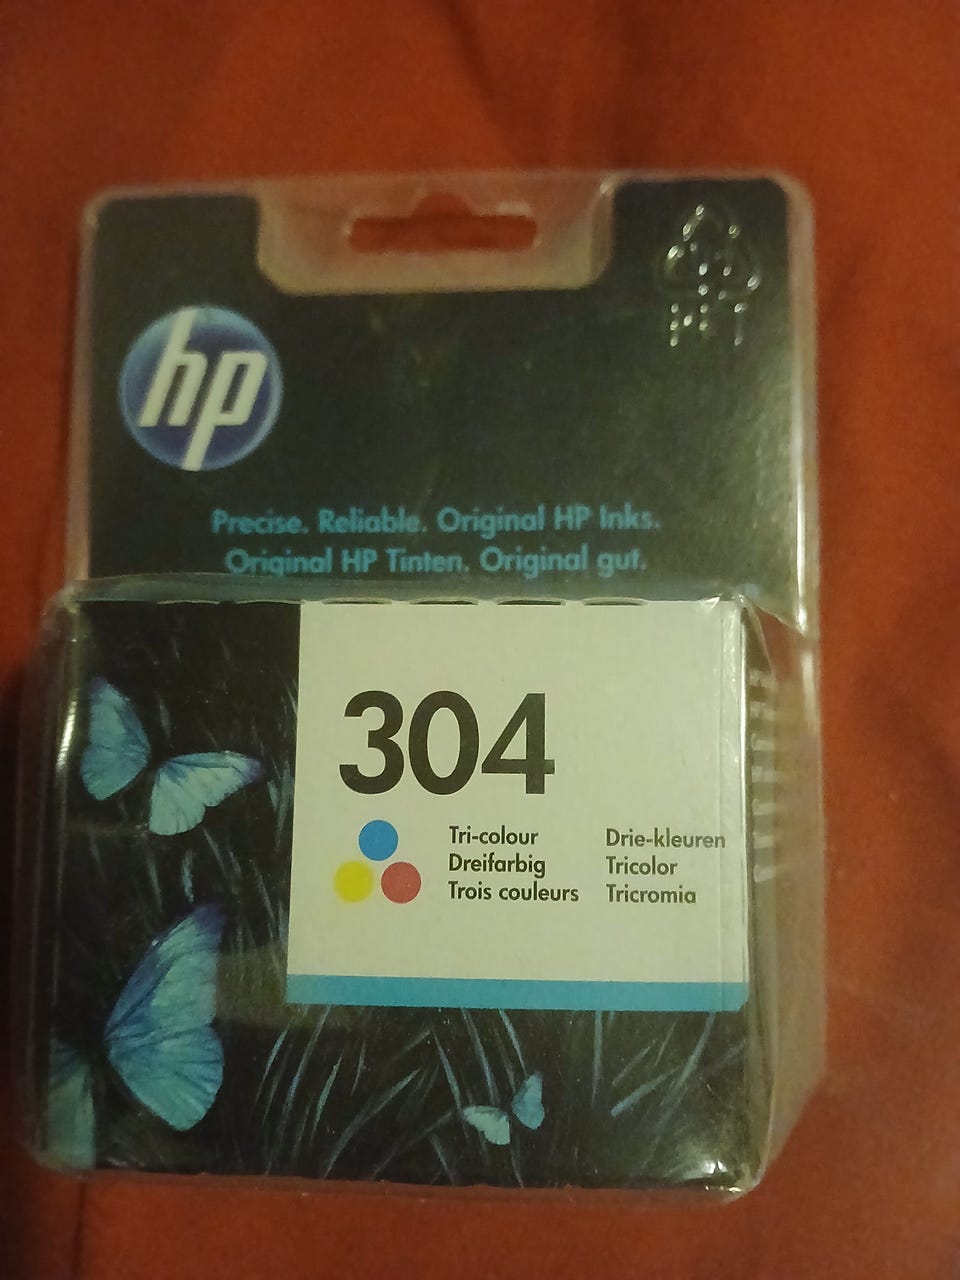 hp
PET
Precise. Reliable. Original HP Inks.
Original HP Tinten. Original gut.
304
Tri-colour
Dreifarbig
Trois couleurs
Drie-kleuren
Tricolor
Tricromia